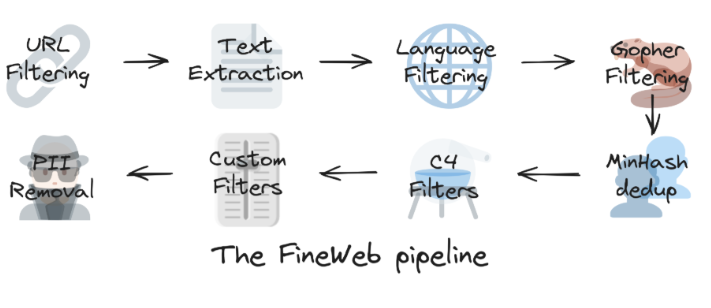 URL
Filtering
Text
Extraction
Language
Filtering
Gopher
Filtering
MinHash
dedup
C4
Filters
Custom
Filters
PII
Removal
The FineWeb pipeline